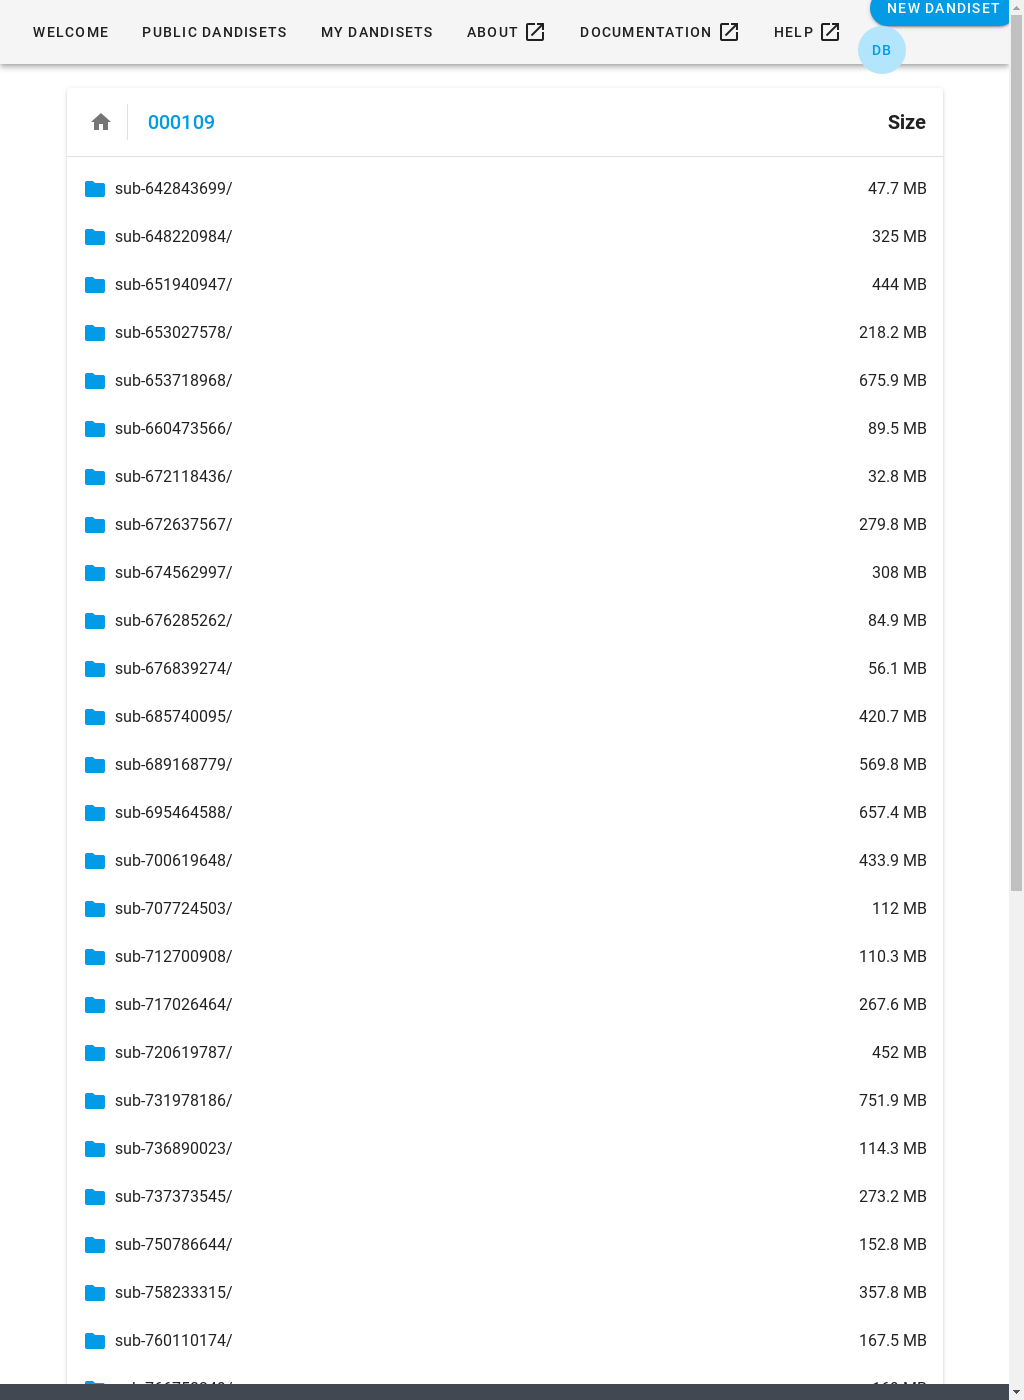 NEW DANDISET
WELCOME PUBLIC DANDISETS MY DANDISETS ABOUT DOCUMENTATION HELP
DB
000109 Size
sub-642843699/ 47.7 MB
sub-648220984/ 325 MB
sub-651940947/ 444 MB
sub-653027578/ 218.2 MB
sub-653718968/ 675.9 MB
sub-660473566/ 89.5 MB
sub-672118436/ 32.8 MB
sub-672637567/ 279.8 MB
sub-674562997/ 308 MB
sub-676285262/ 84.9 MB
sub-676839274/ 56.1 MB
sub-685740095/ 420.7 MB
sub-689168779/ 569.8 MB
sub-695464588/ 657.4 MB
sub-700619648/ 433.9 MB
sub-707724503/ 112 MB
sub-712700908/ 110.3 MB
sub-717026464/ 267.6 MB
sub-720619787/ 452 MB
sub-731978186/ 751.9 MB
sub-736890023/ 114.3 MB
sub-737373545/ 273.2 MB
sub-750786644/ 152.8 MB
sub-758233315/ 357.8 MB
sub-760110174/ 167.5 MB